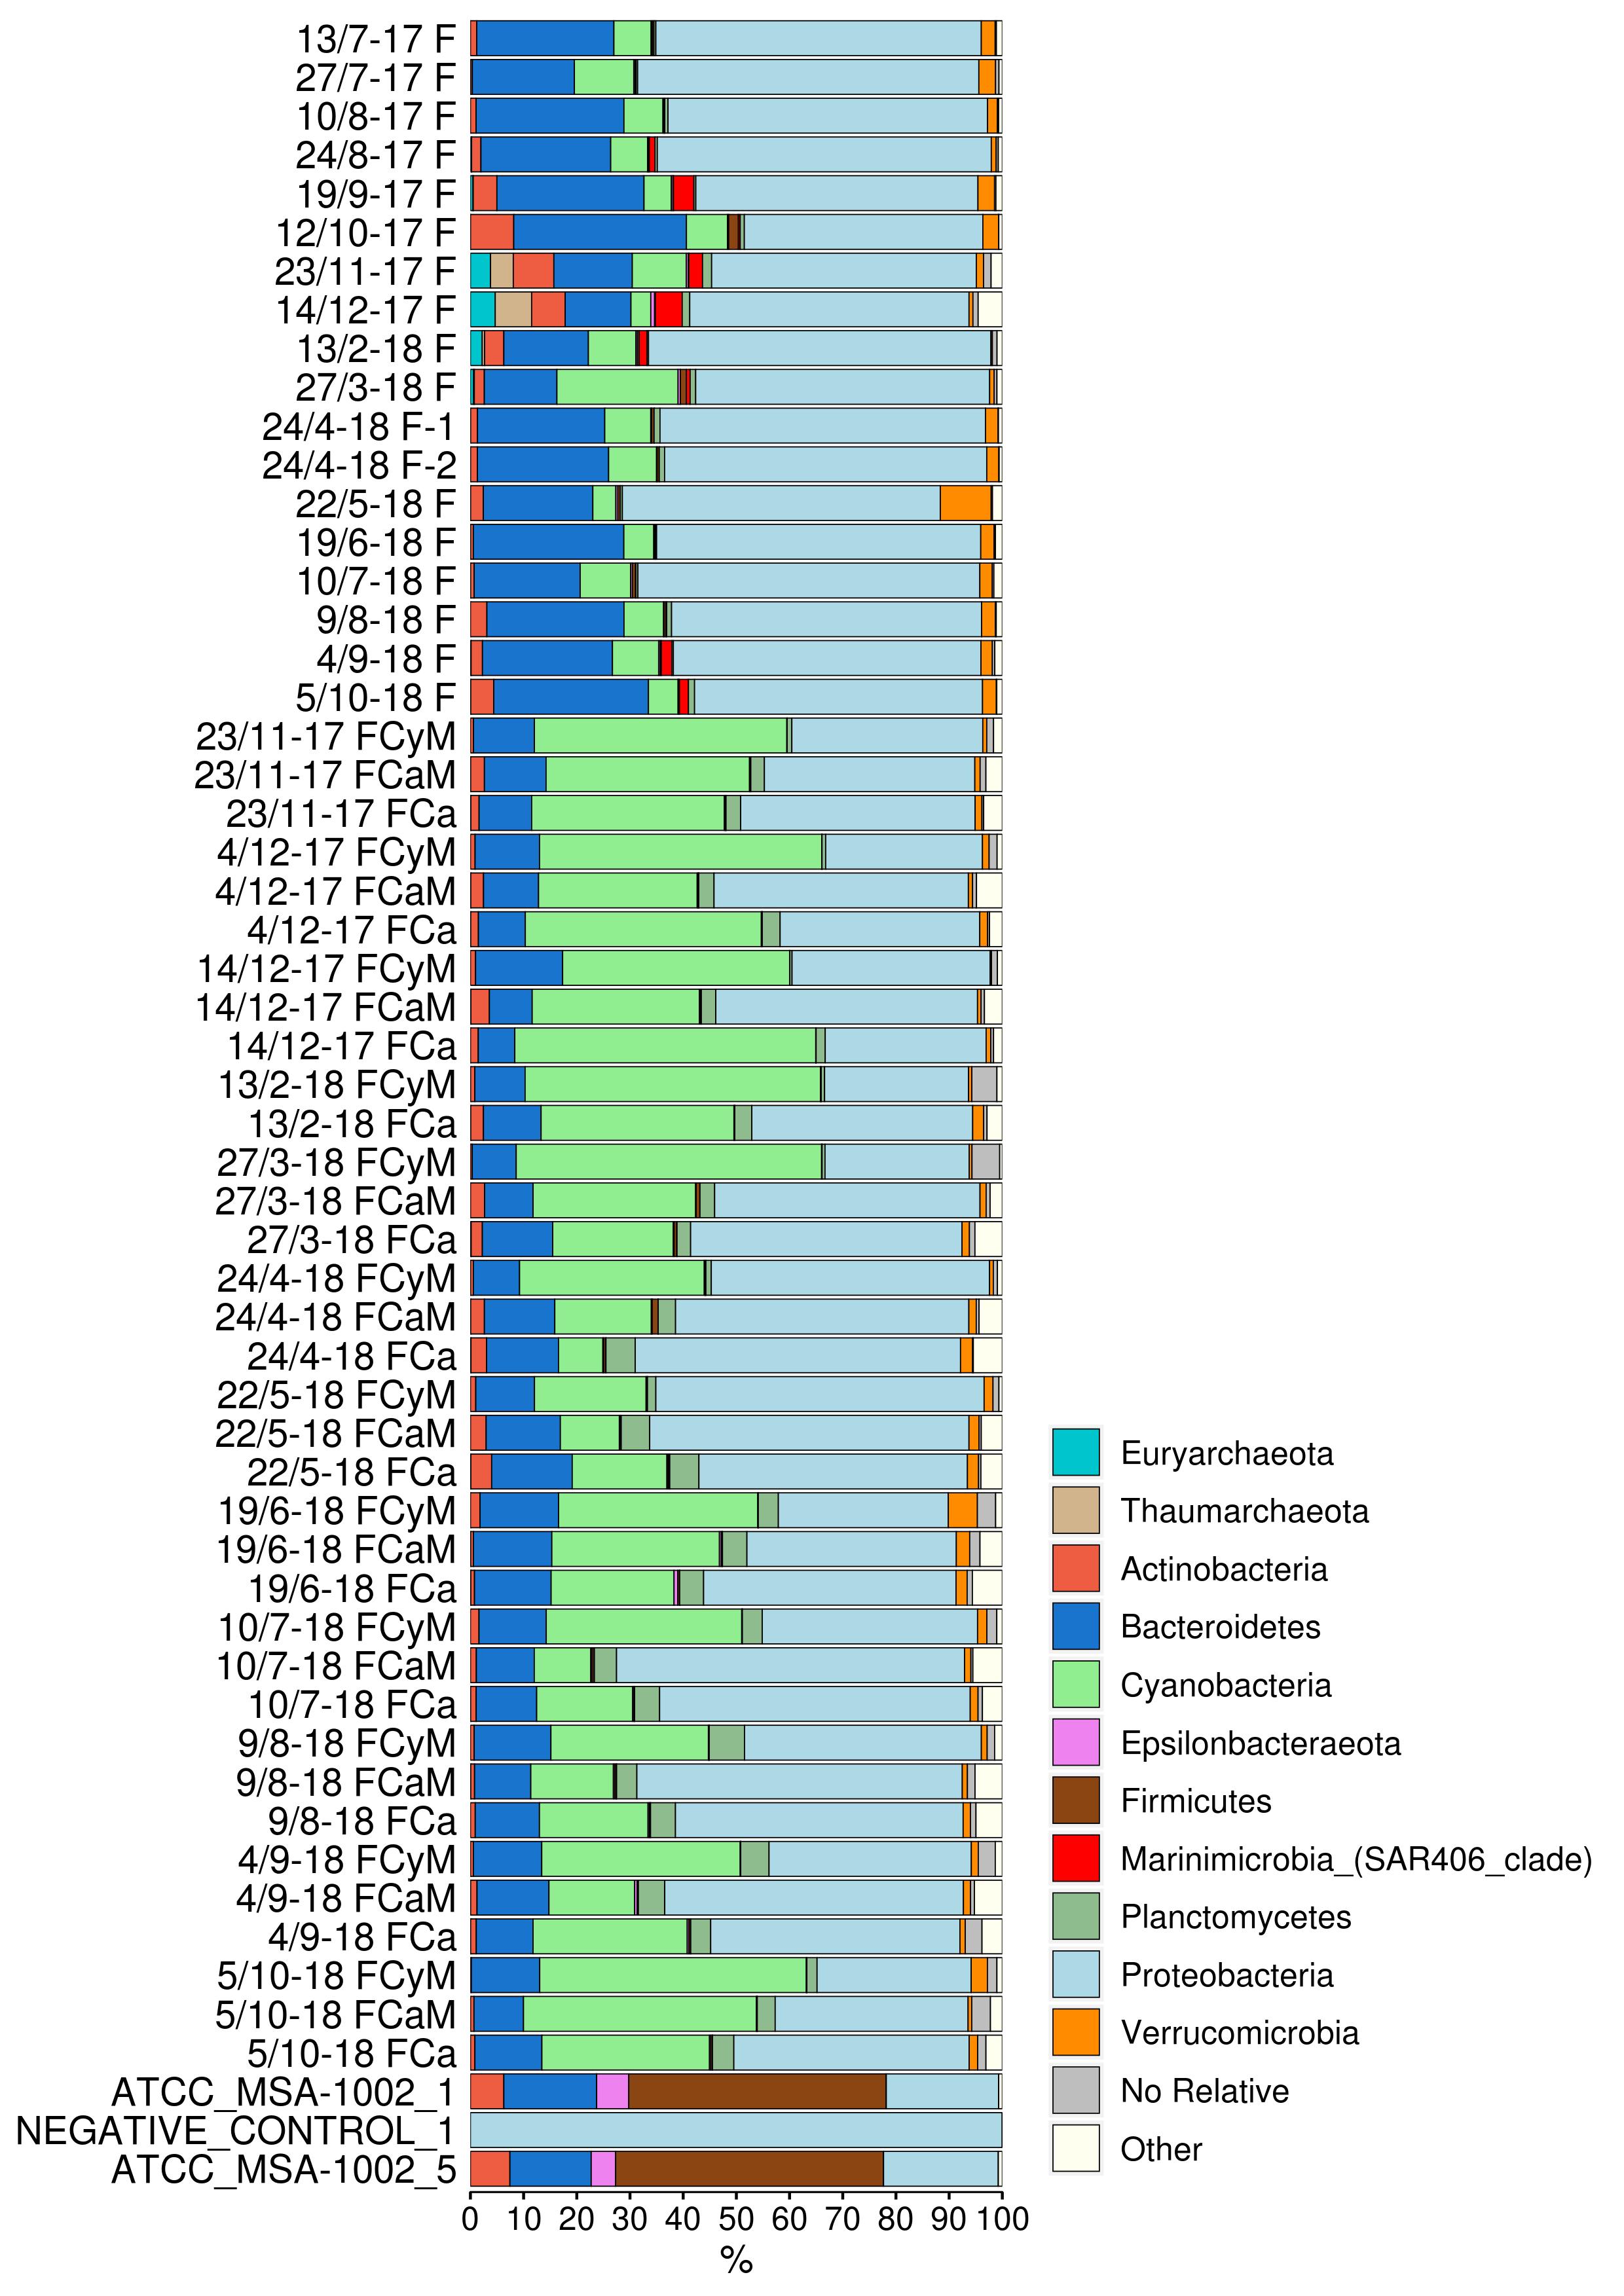 13/7-17 F
27/7-17 F
10/8-17 F
24/8-17 F
19/9-17 F
12/10-17 F
23/11-17 F
14/12-17 F
13/2-18 F
27/3-18 F
24/4-18 F-1
24/4-18 F-2
22/5-18 F
19/6-18 F
10/7-18 F
9/8-18 F
4/9-18 F
5/10-18 F
23/11-17 FCyM
23/11-17 FCaM
23/11-17 FCa
4/12-17 FCyM
4/12-17 FCaM
4/12-17 FCa
14/12-17 FCyM
14/12-17 FCaM
14/12-17 FCa
13/2-18 FCyM
13/2-18 FCa
27/3-18 FCyM
27/3-18 FCaM
27/3-18 FCa
24/4-18 FCyM
24/4-18 FCaM
24/4-18 FCa
22/5-18 FCyM
22/5-18 FCaM
22/5-18 FCa
19/6-18 FCyM
19/6-18 FCaM
19/6-18 FCa
10/7-18 FCyM
10/7-18 FCaM
10/7-18 FCa
9/8-18 FCyM
9/8-18 FCaM
9/8-18 FCa
4/9-18 FCyM
4/9-18 FCaM
4/9-18 FCa
5/10-18 FCyM
5/10-18 FCaM
5/10-18 FCa
ATCC_MSA-1002_1
NEGATIVE_CONTROL_1
ATCC_MSA-1002_5
0 10 20 30 40 50 60 70 80 90 100
%
Euryarchaeota
Thaumarchaeota
Actinobacteria
Bacteroidetes
Cyanobacteria
Epsilonbacteraeota
Firmicutes
Marinimicrobia_(SAR406_clade)
Planctomycetes
Proteobacteria
Verrucomicrobia
No Relative
Other